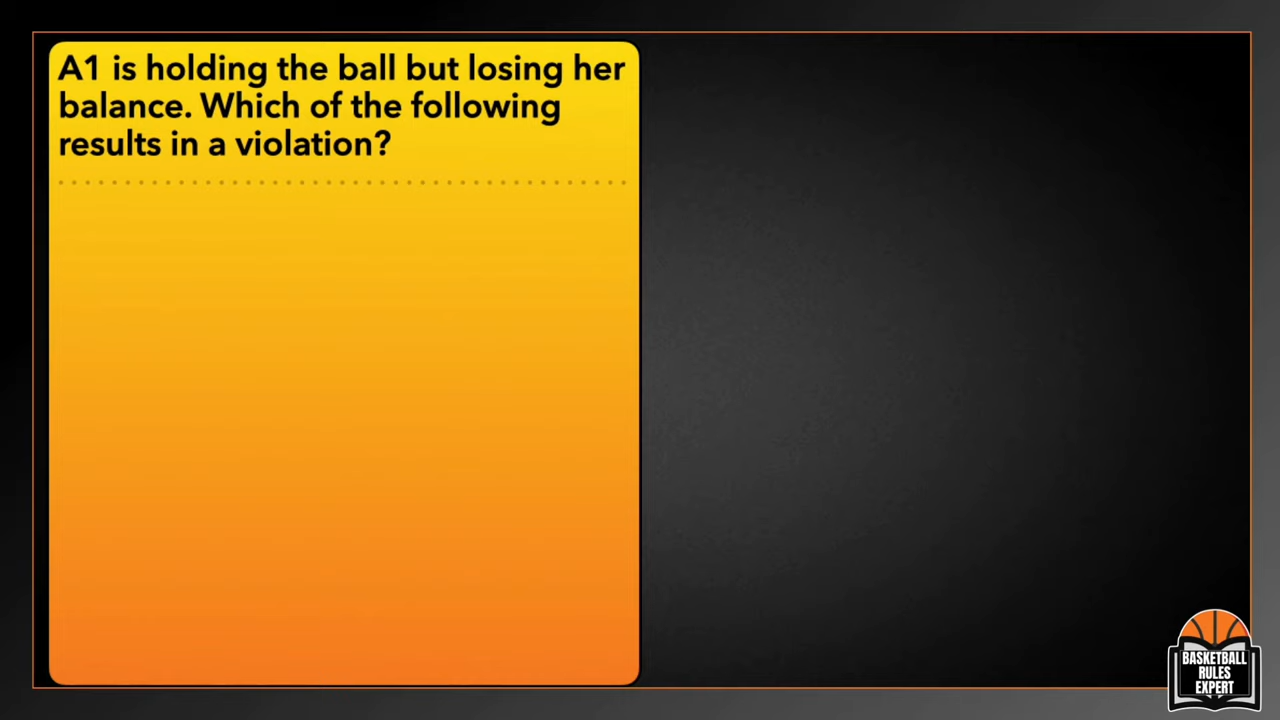 A1 is holding the ball but losing her
balance. Which of the following
results in a violation?
BASKETBALL
RULES
EXPERT